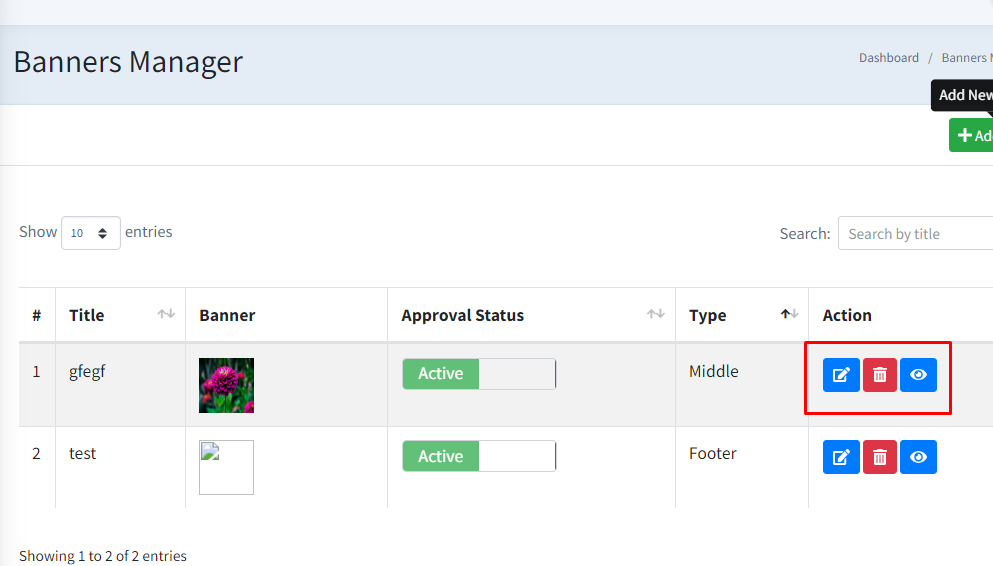 Banners Manager
Dashboard / Banners
Add New
Ad
Show 10 entries
Search: Search by title
# Title Banner Approval Status Type Action
1 gfegf Active Middle
2 test Active Footer
Showing 1 to 2 of 2 entries